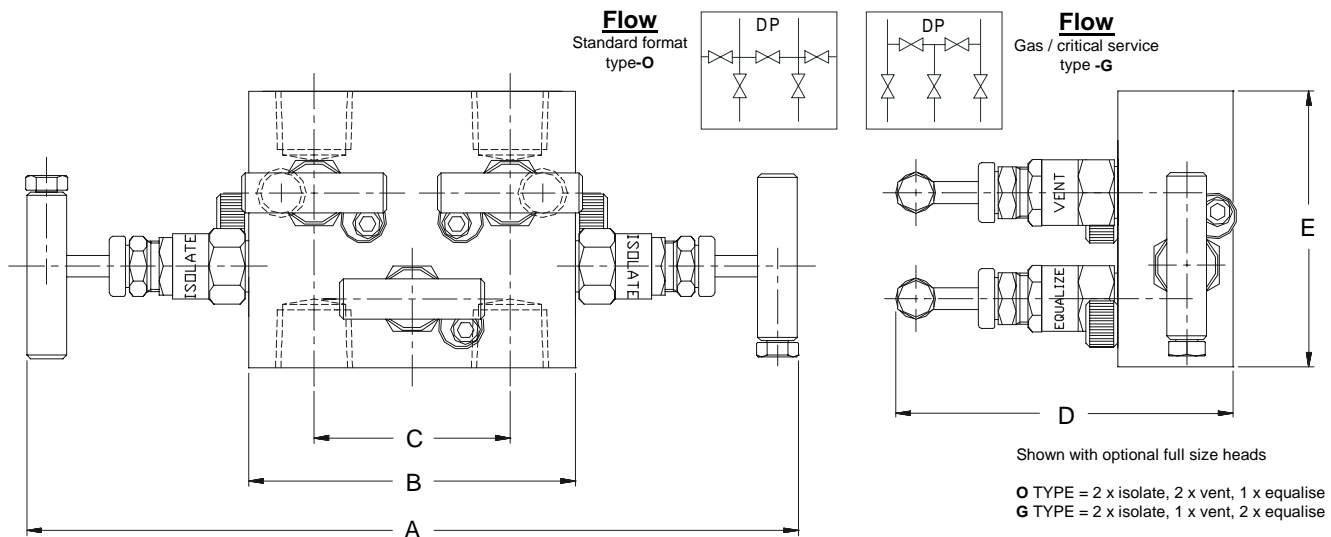 Flow
Standard format
type-O
DP
DP
Flow
Gas / critical service
type -G
ISOLATE
ISOLATE
VENT
EQUALIZE
E
D
C
B
A
Shown with optional full size heads
O TYPE = 2 x isolate, 2 x vent, 1 x equalise
G TYPE = 2 x isolate, 1 x vent, 2 x equalise